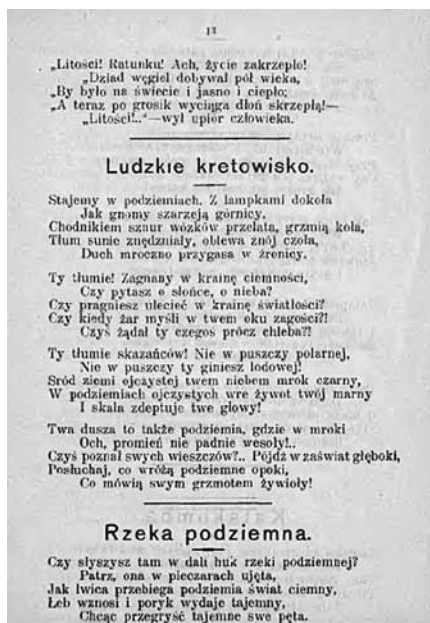 13
„Litości! Ratunku! Ach, życie zakrzepło!
„Dziad węgiel dobywał pół wieka,
„By było na świecie i jasno i ciepło;
„A teraz po grosik wyciąga dłoń skrzepłą!—
„Litości!.."—wył upiór człowieka.
Ludzkie kretowisko.
Stajemy w podziemiach. Z lampkami dokoła
Jak gnomy szarzeją górnicy.
Chodnikiem sznur wózków przelata, grzmią koła,
Tłum sunie znędzniały, oblewa znój czoła,
Duch mroczno przygasa w źrenicy.
Ty tłumie! Zagnany w krainę ciemności,
Czy pytasz o słońce, o nieba?
Czy pragniesz ulecieć w krainę światłości?
Czy kiedy żar myśli w twem oku zagości?!
Czyś żądał ty czegoś prócz chleba?!
Ty tłumie skazańców! Nie w puszczy polarnej,
Nie w puszczy ty giniesz lodowej!
Śród ziemi ojczystej twem niebem mrok czarny,
W podziemiach ojczystych wre żywot twój marny
I skała zdeptuje twe głowy!
Twa dusza to także podziemia, gdzie w mroki
Och, promień nie padnie wesoły!..
Czyś poznał swych wieszczów?.. Pójdź w zaświat głęboki,
Posłuchaj, co wróżą podziemne opoki,
Co mówią swym grzmotem żywioły!
Rzeka podziemna.
Czy słyszysz tam w dali huk rzeki podziemnej?
Patrz, ona w pieczarach ujęta,
Jak lwica przebiega podziemia świat ciemny,
Łeb wznosi i poryk wydaje tajemny,
Chcąc przegryść tajemne swe pęta.